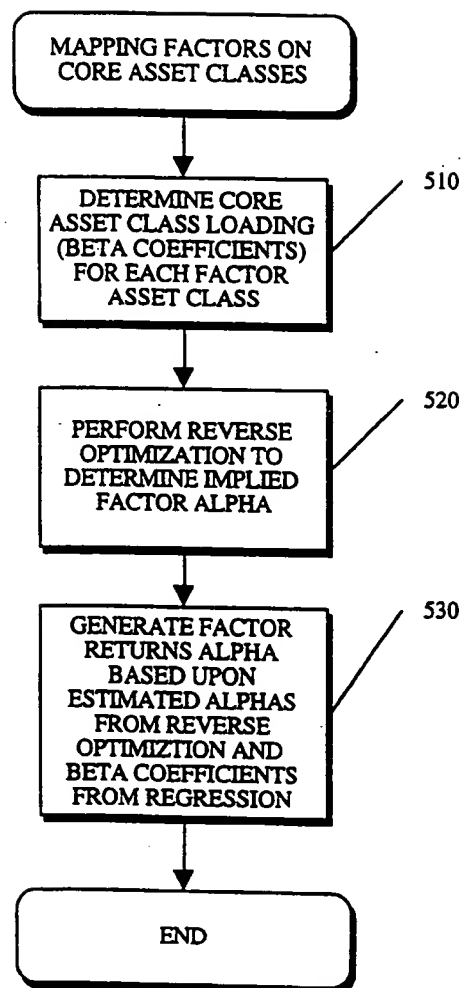 MAPPING FACTORS ON
CORE ASSET CLASSES
510
DETERMINE CORE
ASSET CLASS LOADING
(BETA COEFFICIENTS)
FOR EACH FACTOR
ASSET CLASS
520
PERFORM REVERSE
OPTIMIZATION TO
DETERMINE IMPLIED
FACTOR ALPHA
530
GENERATE FACTOR
RETURNS ALPHA
BASED UPON
ESTIMATED ALPHAS
FROM REVERSE
OPTIMIZTION AND
BETA COEFFICIENTS
FROM REGRESSION
END